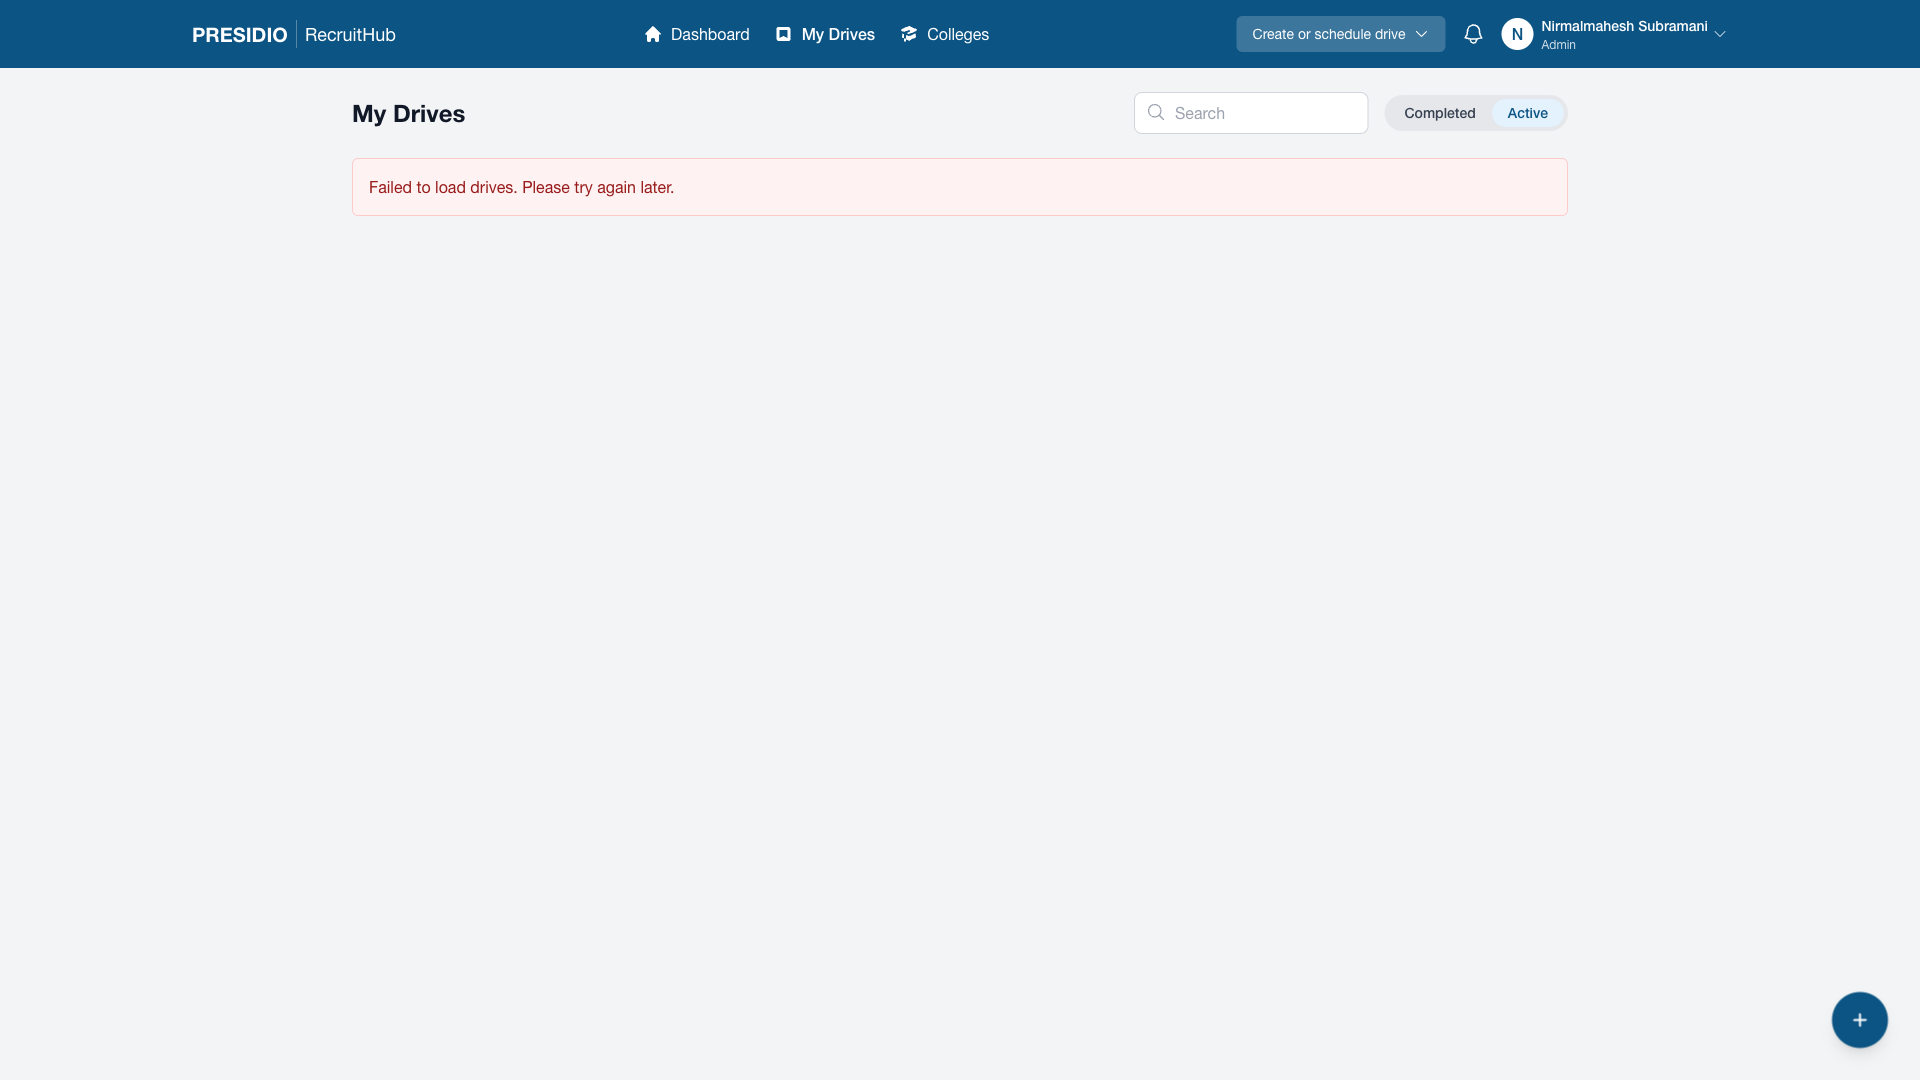 PRESIDIO RecruitHub
Dashboard
My Drives
Colleges
Create or schedule drive
N
Nirmalmahesh Subramani
Admin
My Drives
Search
Completed
Active
Failed to load drives. Please try again later.
+